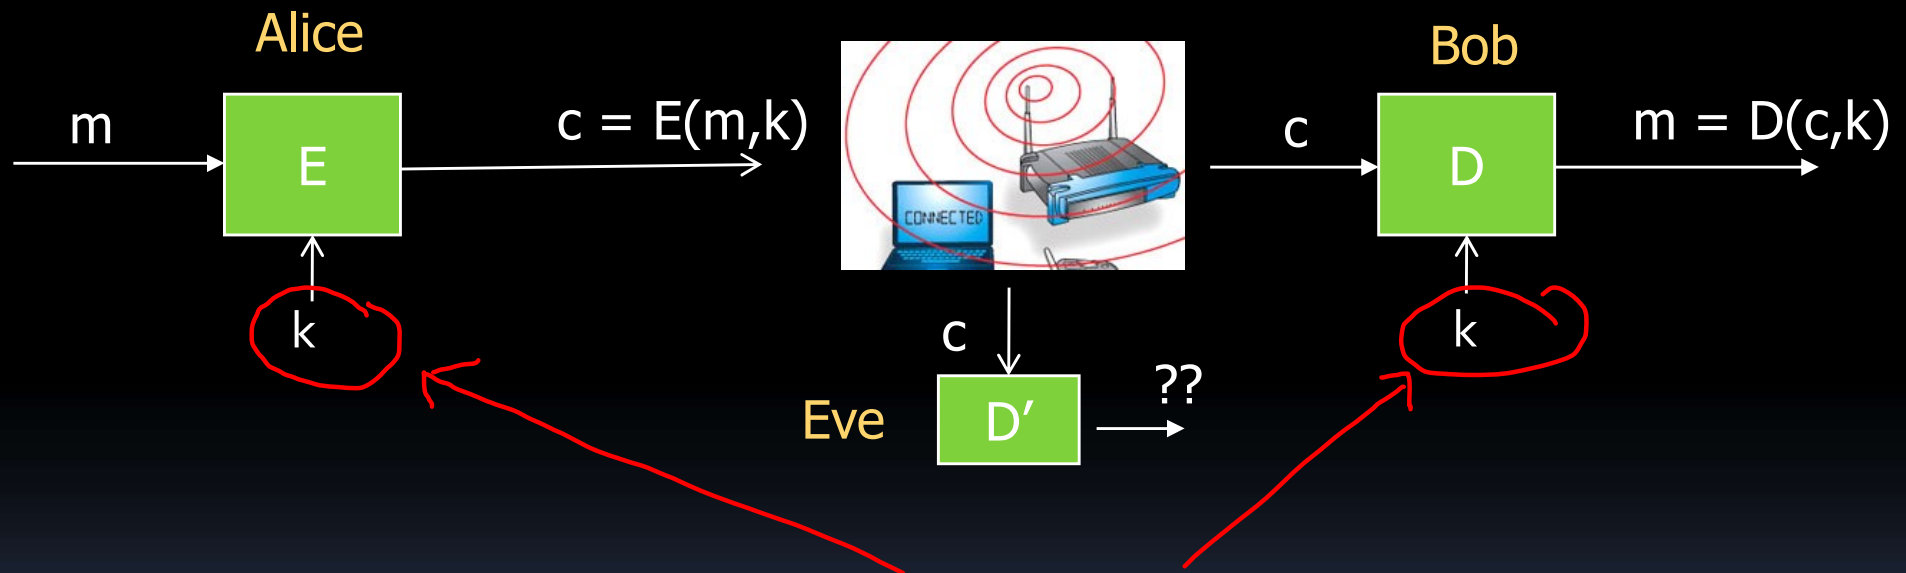 Alice
Bob
m
E
c = E(m,k)
CONNECTED
c
D
m = D(c,k)
k
k
c
Eve
D′
??